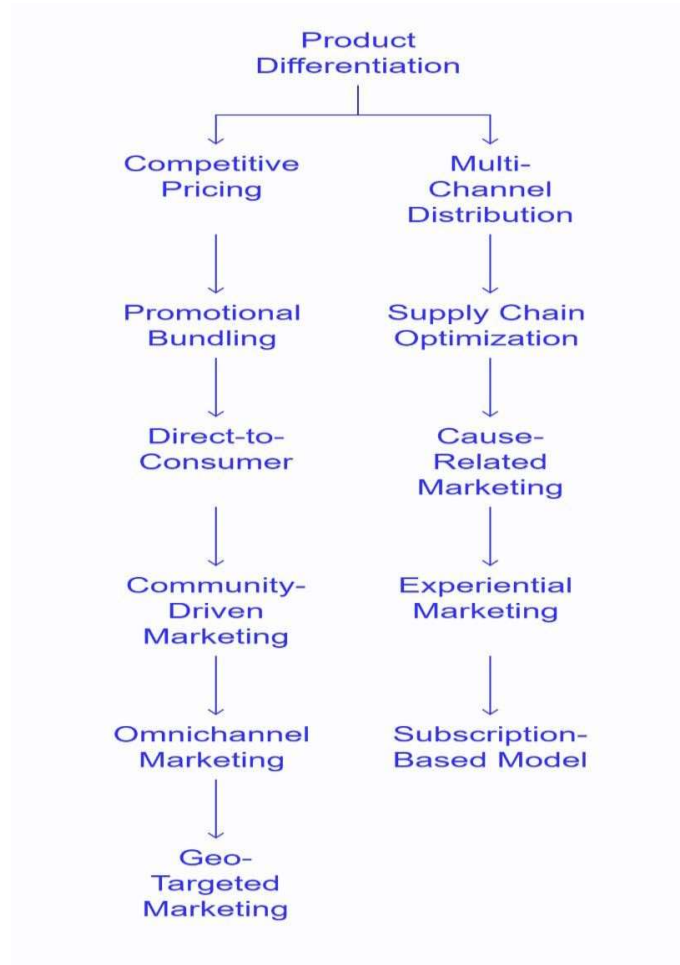 Product
Differentiation
Competitive
Pricing
Multi-
Channel
Distribution
Promotional
Bundling
Supply Chain
Optimization
Direct-to-
Consumer
Cause-
Related
Marketing
Community-
Driven
Marketing
Experiential
Marketing
Omnichannel
Marketing
Subscription-
Based Model
Geo-
Targeted
Marketing